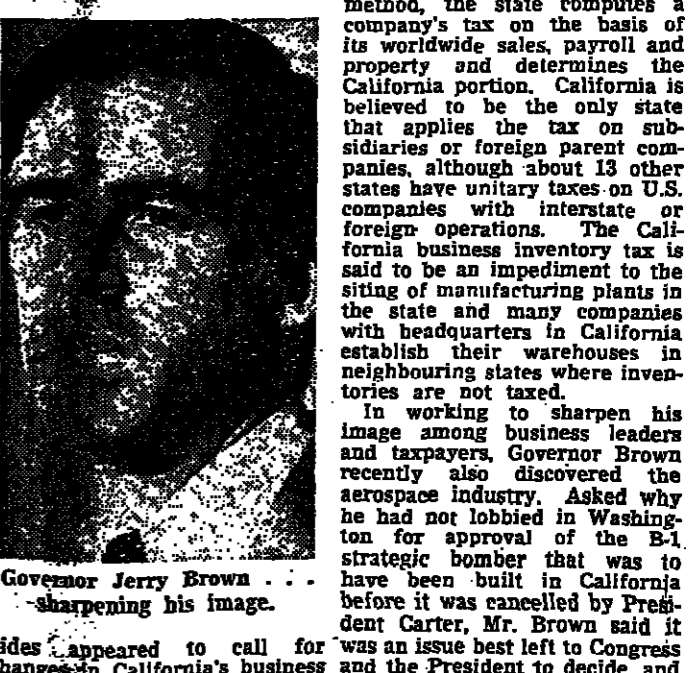 Governor Jerry Brown . . .
sharpening his image.
sides appeared to call for
changes in California's business
method, the state computes a
company's tax on the basis of
its worldwide sales, payroll and
property and determines the
California portion. California is
believed to be the only state
that applies the tax on sub-
sidiaries or foreign parent com-
panies, although about 13 other
states have unitary taxes on U.S.
companies with interstate or
foreign operations. The Cali-
fornia business inventory tax is
said to be an impediment to the
siting of manufacturing plants in
the state and many companies
with headquarters in California
establish their warehouses in
neighbouring states where inven-
tories are not taxed.
In working to sharpen his
image among business leaders
and taxpayers, Governor Brown
recently also discovered the
aerospace industry. Asked why
he had not lobbied in Washing-
ton for approval of the B-1
strategic bomber that was to
have been built in California
before it was cancelled by Presi-
dent Carter, Mr. Brown said it
was an issue best left to Congress
and the President to decide, and